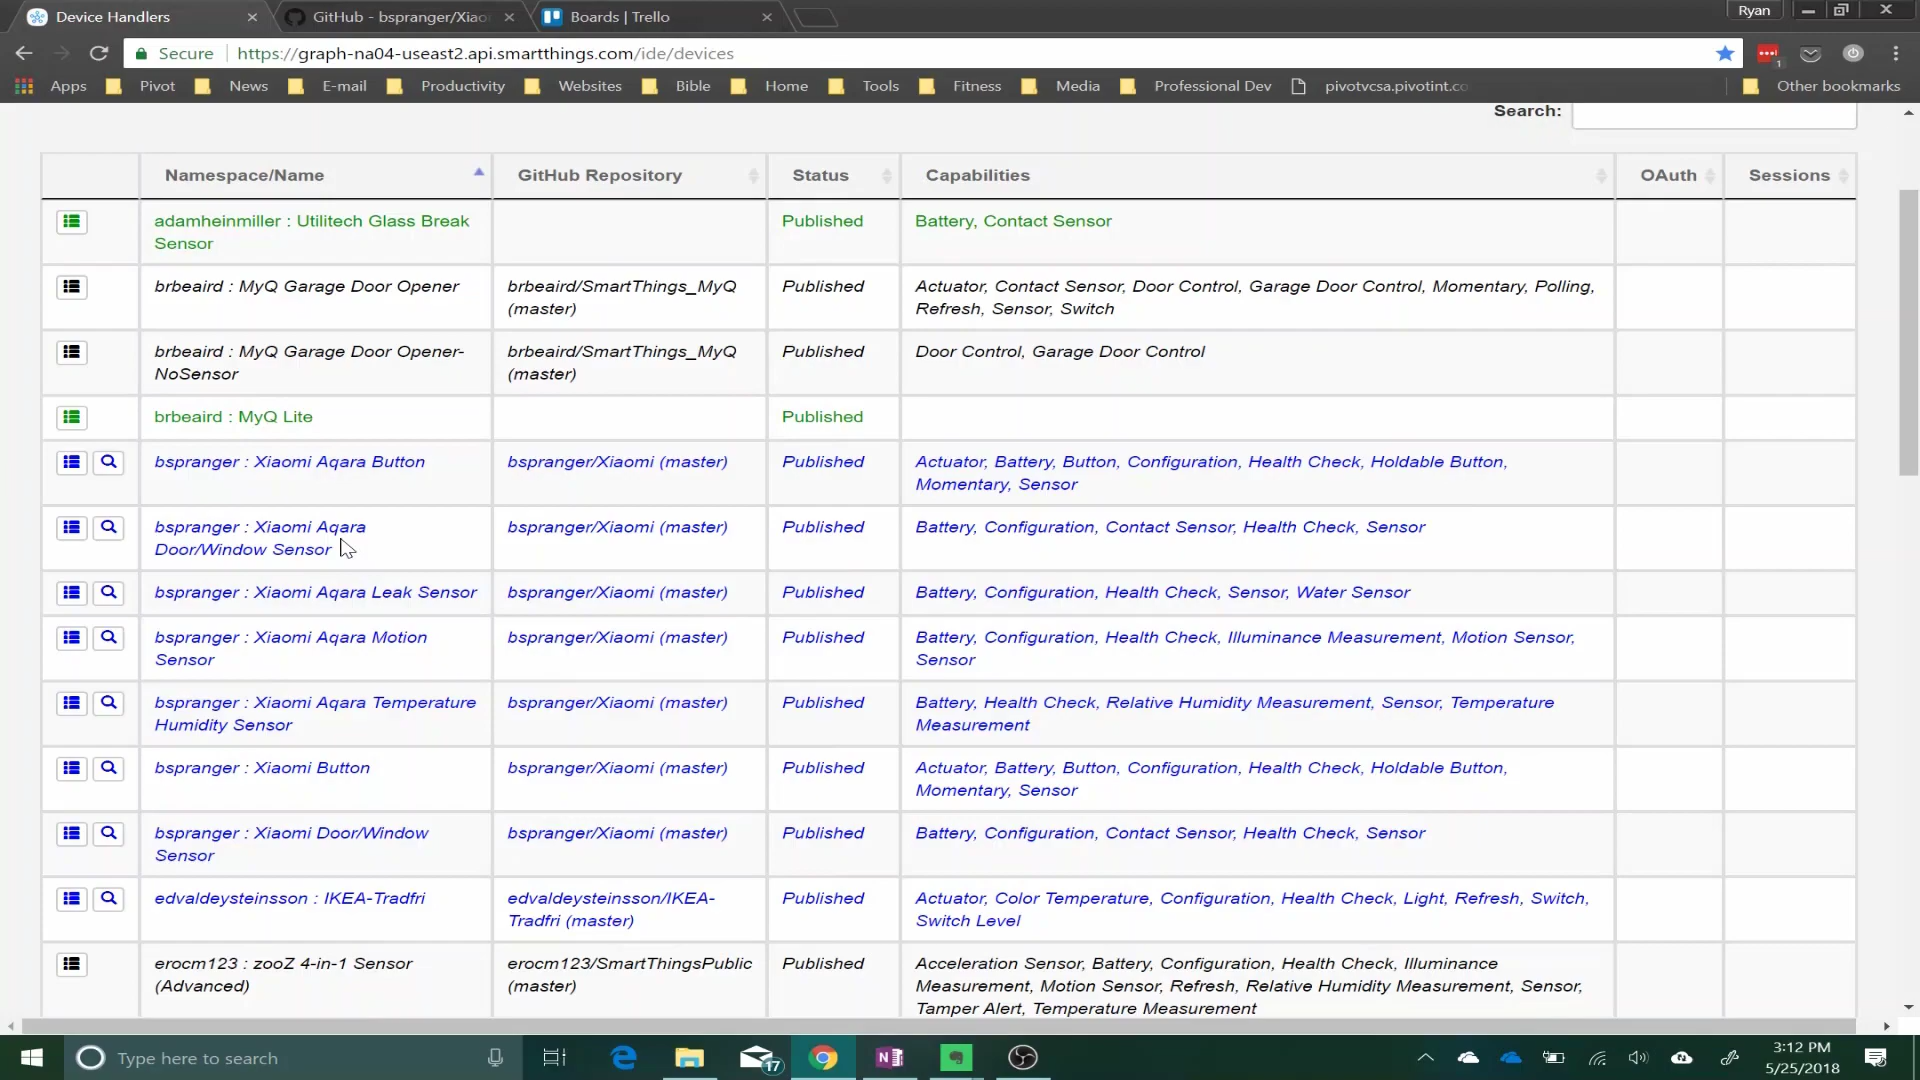 Device Handlers
GitHub - bspranger/Xiao
Boards | Trello
Ryan
Secure
https://graph-na04-useast2.api.smartthings.com/ide/devices
1
Apps
Pivot
News
E-mail
Productivity
Websites
Bible
Home
Tools
Fitness
Media
Professional Dev
pivotvcsa.pivotint.co
Other bookmarks
Search:
Namespace/Name
GitHub Repository
Status
Capabilities
OAuth
Sessions
adamheinmiller : Utilitech Glass Break
Sensor
Published
Battery, Contact Sensor
brbeaird : MyQ Garage Door Opener
brbeaird/SmartThings_MyQ
(master)
Published
Actuator, Contact Sensor, Door Control, Garage Door Control, Momentary, Polling,
Refresh, Sensor, Switch
brbeaird : MyQ Garage Door Opener-
NoSensor
brbeaird/SmartThings_MyQ
(master)
Published
Door Control, Garage Door Control
brbeaird : MyQ Lite
Published
bspranger : Xiaomi Aqara Button
bspranger/Xiaomi (master)
Published
Actuator, Battery, Button, Configuration, Health Check, Holdable Button,
Momentary, Sensor
bspranger : Xiaomi Aqara
Door/Window Sensor
bspranger/Xiaomi (master)
Published
Battery, Configuration, Contact Sensor, Health Check, Sensor
bspranger : Xiaomi Aqara Leak Sensor
bspranger/Xiaomi (master)
Published
Battery, Configuration, Health Check, Sensor, Water Sensor
bspranger : Xiaomi Aqara Motion
Sensor
bspranger/Xiaomi (master)
Published
Battery, Configuration, Health Check, Illuminance Measurement, Motion Sensor,
Sensor
bspranger : Xiaomi Aqara Temperature
Humidity Sensor
bspranger/Xiaomi (master)
Published
Battery, Health Check, Relative Humidity Measurement, Sensor, Temperature
Measurement
bspranger : Xiaomi Button
bspranger/Xiaomi (master)
Published
Actuator, Battery, Button, Configuration, Health Check, Holdable Button,
Momentary, Sensor
bspranger : Xiaomi Door/Window
Sensor
bspranger/Xiaomi (master)
Published
Battery, Configuration, Contact Sensor, Health Check, Sensor
edvaldeysteinsson : IKEA-Tradfri
edvaldeysteinsson/IKEA-
Tradfri (master)
Published
Actuator, Color Temperature, Configuration, Health Check, Light, Refresh, Switch,
Switch Level
erocm123 : zooZ 4-in-1 Sensor
(Advanced)
erocm123/SmartThingsPublic
(master)
Published
Acceleration Sensor, Battery, Configuration, Health Check, Illuminance
Measurement, Motion Sensor, Refresh, Relative Humidity Measurement, Sensor,
Tamper Alert, Temperature Measurement
Type here to search
17
3:12 PM
5/25/2018